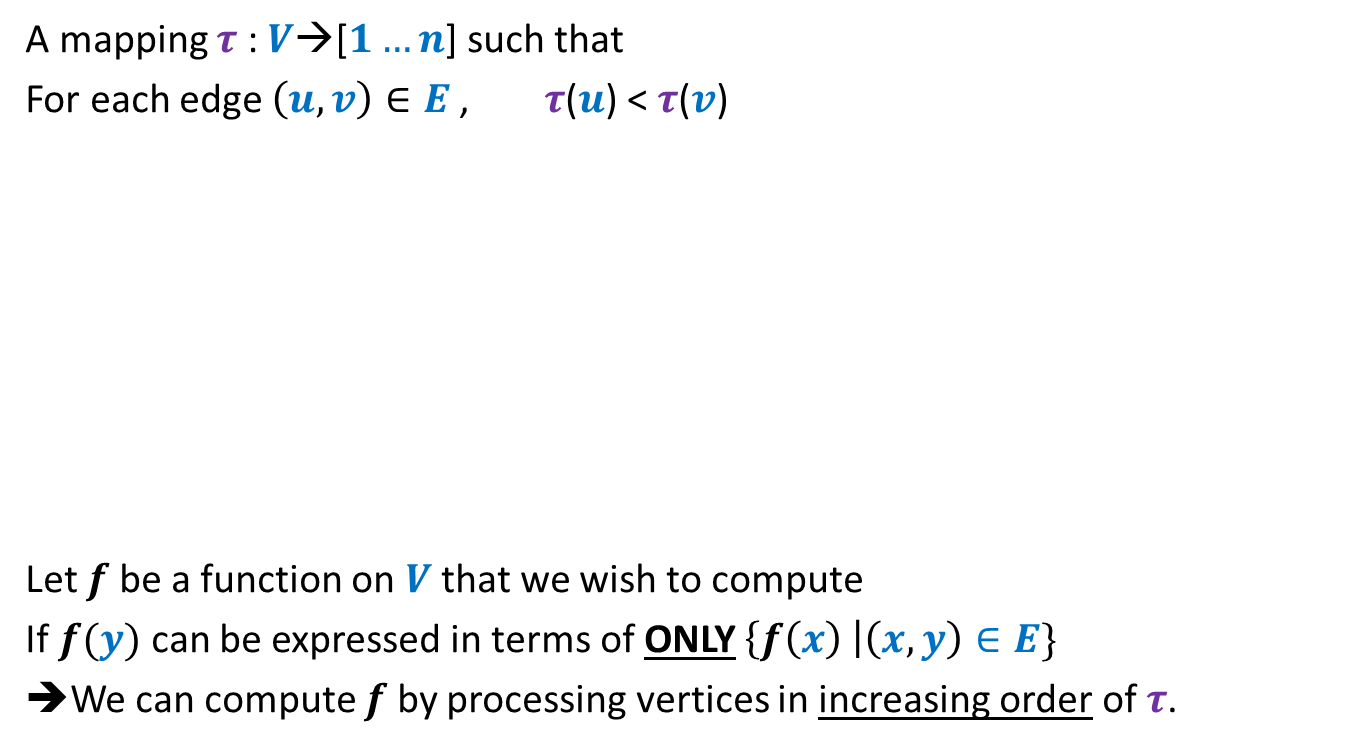 A mapping τ : V→[1 … n] such that
For each edge (u, v) ∈ E , τ(u) < τ(v)
Let f be a function on V that we wish to compute
If f(y) can be expressed in terms of ONLY {f(x) |(x, y) ∈ E}
➔We can compute f by processing vertices in increasing order of τ.